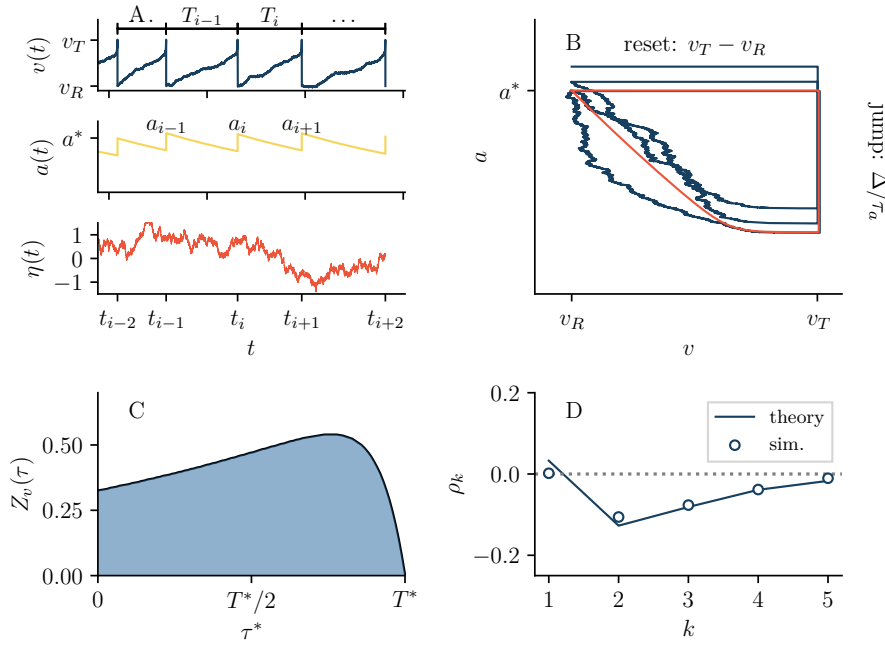 A.
T_{i−1}
T_i
...
v(t)
v_T
v_R
a(t)
a*
a_{i−1}
a_i
a_{i+1}
η(t)
1
0
−1
t_{i−2}
t_{i−1}
t_i
t_{i+1}
t_{i+2}
t
B
reset: v_T − v_R
a*
a
jump: Δ/τ_a
v_R
v_T
v
C
Z_v(τ)
0.50
0.25
0.00
0
T*/2
T*
τ*
D
theory
sim.
ρ_k
0.2
0.0
−0.2
1
2
3
4
5
k